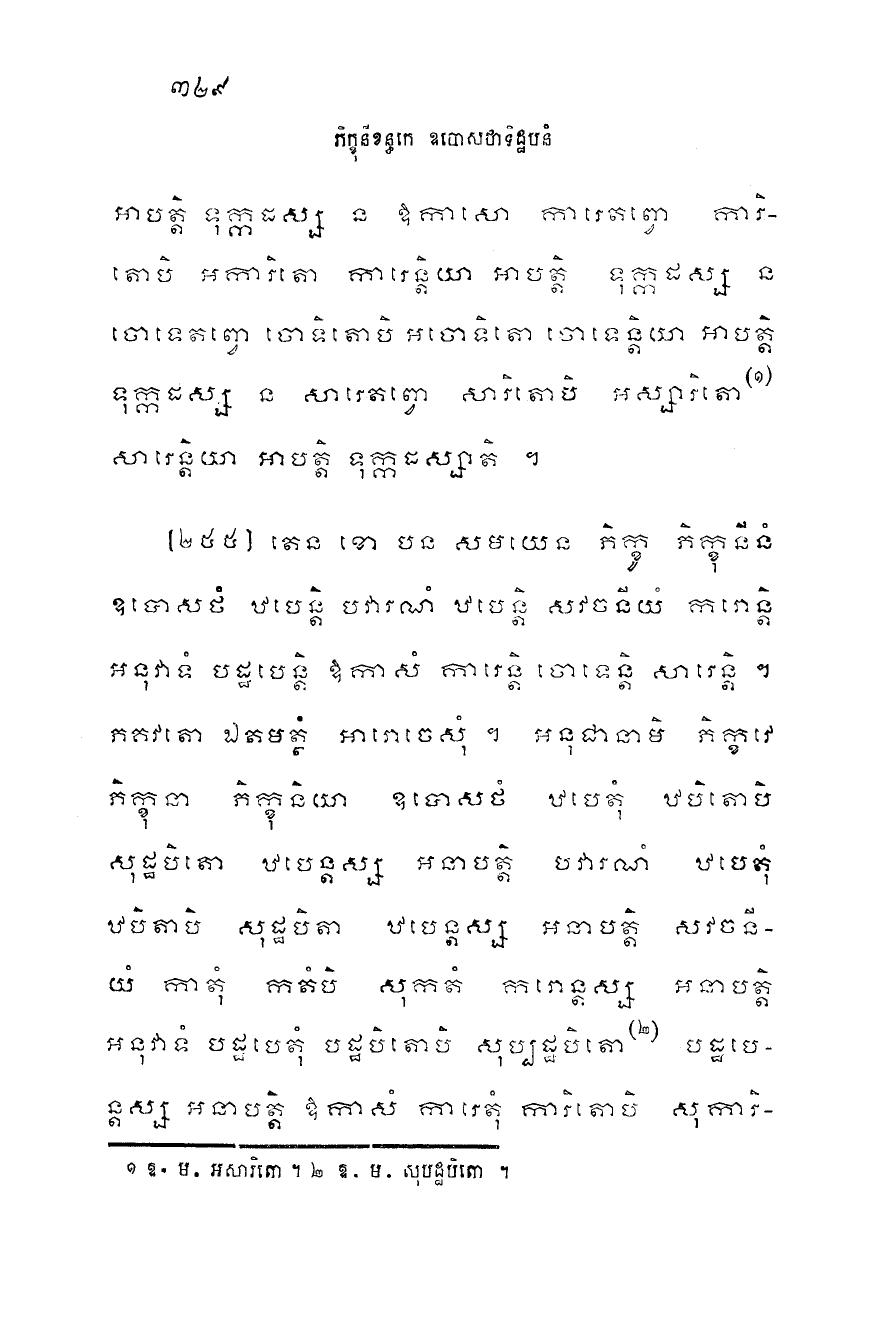 ៣៤៩
ភិក្ខុនីខន្ធកេ ឧបោសថាទិដ្ឋបនំ
អាបត្តិ ទុក្កដស្ស ន ឱកាសោ ការេតព្វោ ការិ-
តោបិ អការិតោ ការេន្តិយា អាបត្តិ ទុក្កដស្ស ន
ចោទេតព្វោ ចោទិតោបិ អចោទិតោ ចោទេន្តិយា អាបត្តិ
ទុក្កដស្ស ន សារេតព្វោ សារិតោបិ អស្សារិតោ(១)
សារេន្តិយា អាបត្តិ ទុក្កដស្សាតិ ។
[២៥៥] តេន ខោ បន សមយេន ភិក្ខូ ភិក្ខុនីនំ
ឧបោសថំ ឋបេន្តិ បវារណំ ឋបេន្តិ សវចនីយំ ករោន្តិ
អនុវាទំ បដ្ឋបេន្តិ ឱកាសំ ការេន្តិ ចោទេន្តិ សារេន្តិ ។
ភគវតោ ឯតមត្ថំ អារោចេសុំ ។ អនុជានាមិ ភិក្ខវេ
ភិក្ខុនា ភិក្ខុនិយា ឧបោសថំ ឋបេតុំ ឋបិតោបិ
សុដ្ឋបិតោ ឋបេន្តស្ស អនាបត្តិ បវារណំ ឋបេតុំ
ឋបិតាបិ សុដ្ឋបិតា ឋបេន្តស្ស អនាបត្តិ សវចនី-
យំ កាតុំ កតំបិ សុកតំ ករោន្តស្ស អនាបត្តិ
អនុវាទំ បដ្ឋបេតុំ បដ្ឋបិតោបិ សុប្បដ្ឋបិតោ(២) បដ្ឋបេ-
ន្តស្ស អនាបត្តិ ឱកាសំ ការេតុំ ការិតោបិ សុការិ-
១ ឧ. ម. អសារិតោ ។ ២ ឧ. ម. សុបដ្ឋបិតោ ។